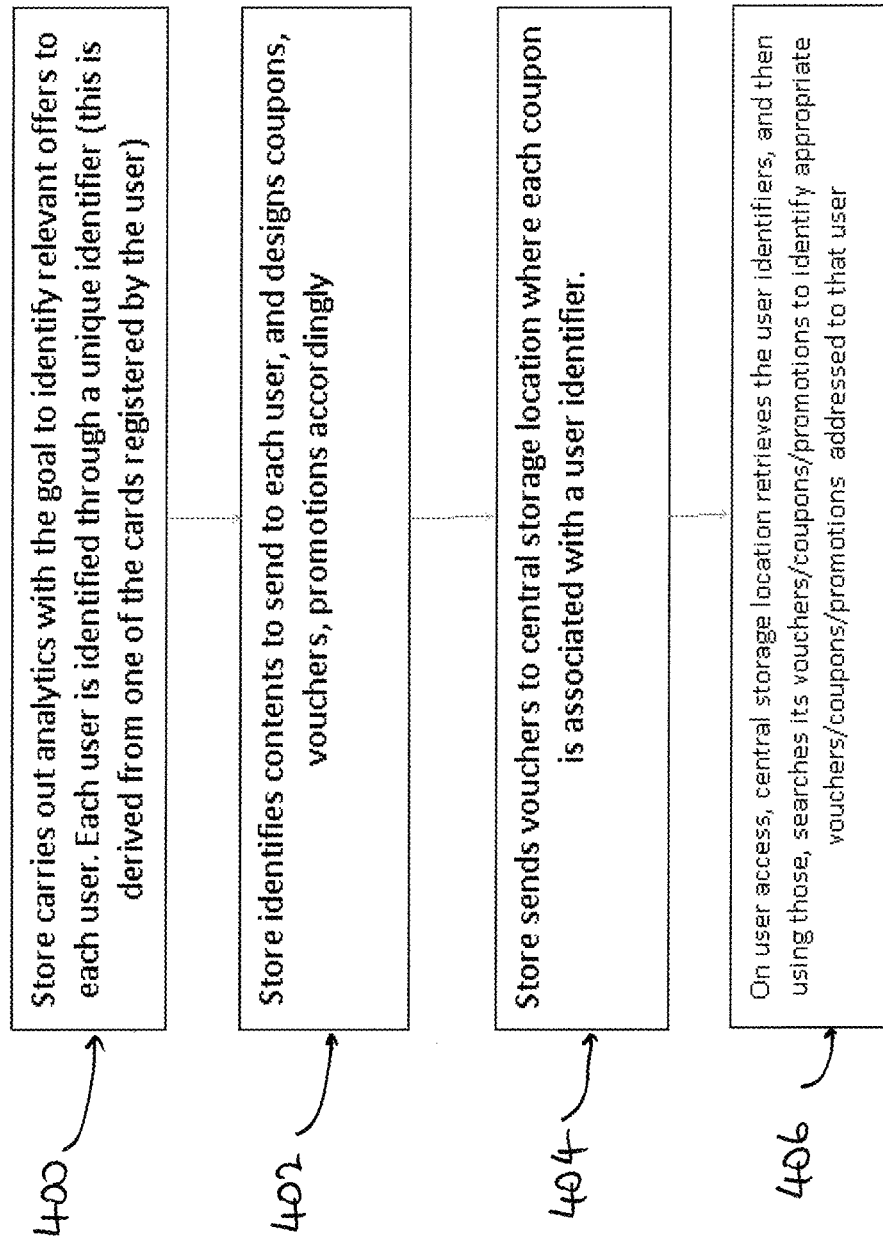 400
Store carries out analytics with the goal to identify relevant offers to
each user. Each user is identified through a unique identifier (this is
derived from one of the cards registered by the user)
402
Store identifies contents to send to each user, and designs coupons,
vouchers, promotions accordingly
404
Store sends vouchers to central storage location where each coupon
is associated with a user identifier.
406
On user access, central storage location retrieves the user identifiers, and then
using those, searches its vouchers/coupons/promotions to identify appropriate
vouchers/coupons/promotions addressed to that user